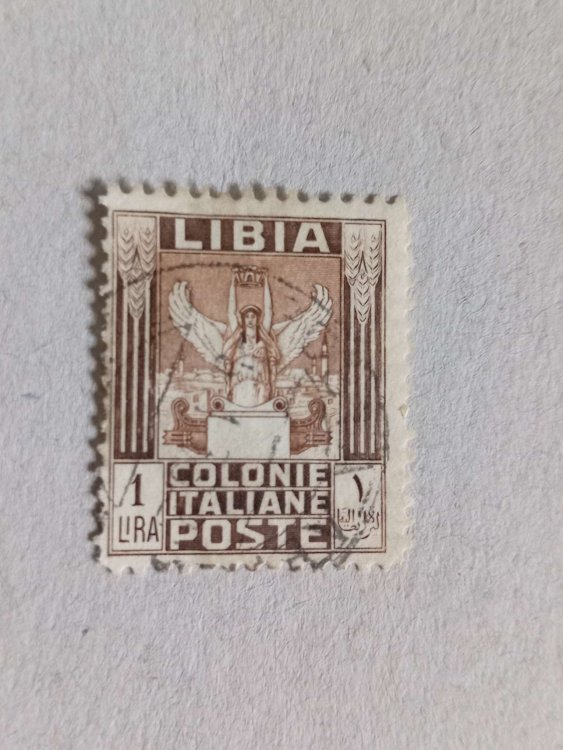 LIBIA
COLONIE
ITALIANE
POSTE
1
LIRA
١